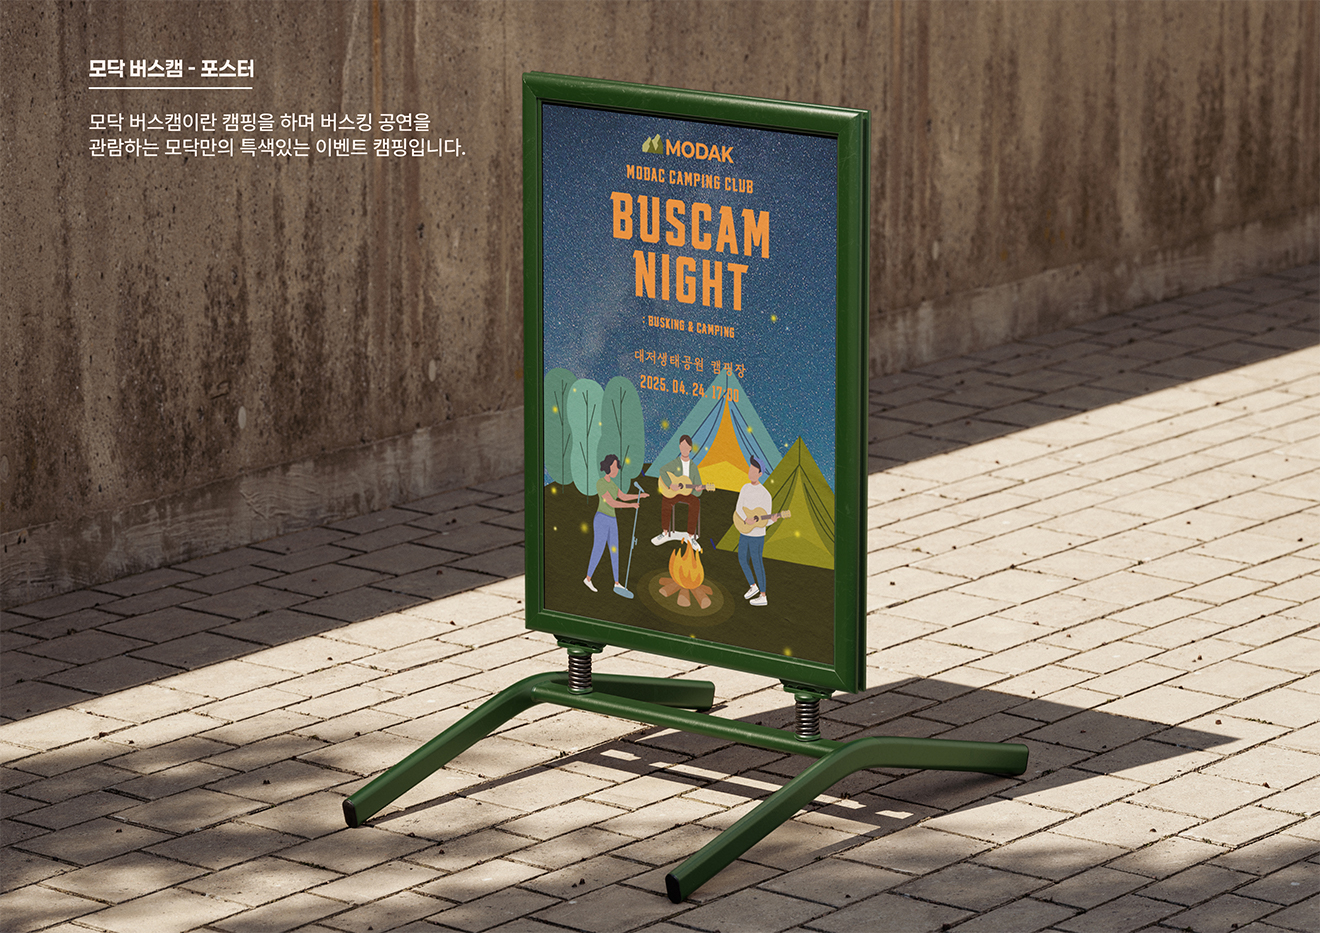 모닥 버스캠 - 포스터
모닥 버스캠이란 캠핑을 하며 버스킹 공연을
관람하는 모닥만의 특색있는 이벤트 캠핑입니다.
MODAK
MODAC CAMPING CLUB
BUSCAM
NIGHT
: BUSKING & CAMPING
대저생태공원 캠핑장
2025. 04. 24. 17:00